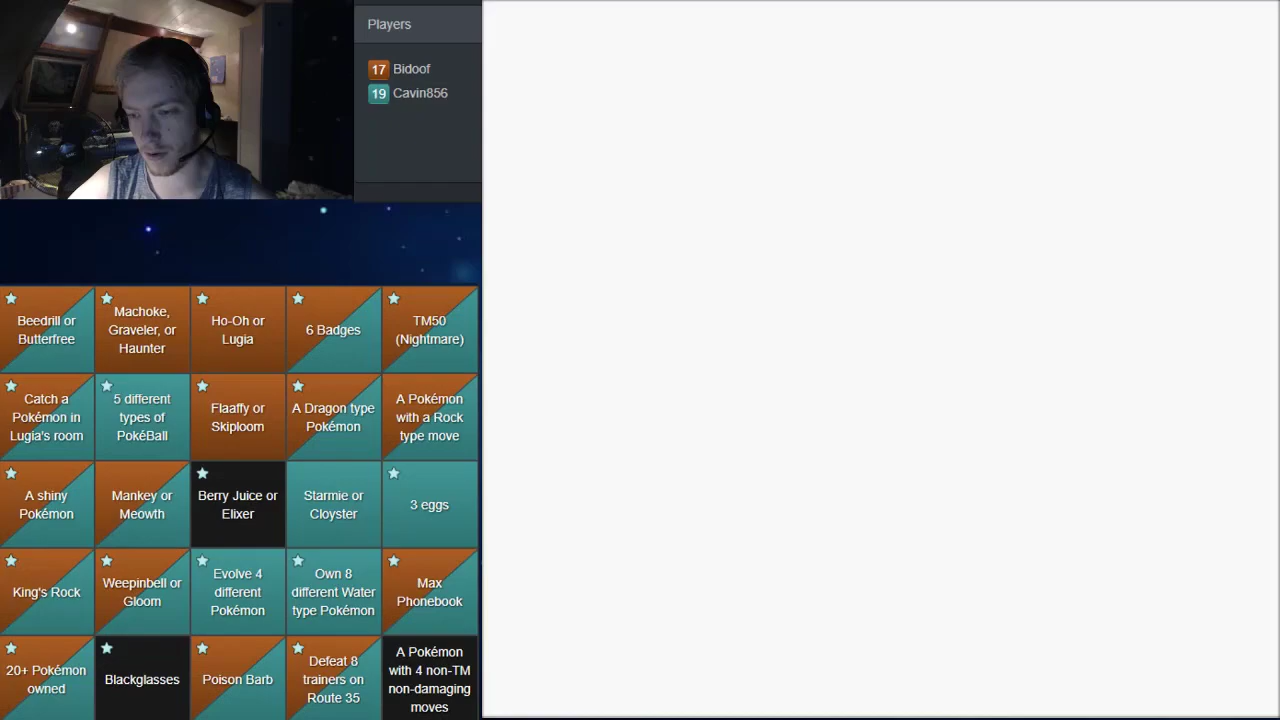 Players
17 Bidoof
19 Cavin856
Beedrill or
Butterfree
Machoke,
Graveler, or
Haunter
Ho-Oh or
Lugia
6 Badges
TM50
(Nightmare)
Catch a
Pokémon in
Lugia's room
5 different
types of
PokéBall
Flaaffy or
Skiploom
A Dragon type
Pokémon
A Pokémon
with a Rock
type move
A shiny
Pokémon
Mankey or
Meowth
Berry Juice or
Elixer
Starmie or
Cloyster
3 eggs
King's Rock
Weepinbell or
Gloom
Evolve 4
different
Pokémon
Own 8
different Water
type Pokémon
Max
Phonebook
20+ Pokémon
owned
Blackglasses
Poison Barb
Defeat 8
trainers on
Route 35
A Pokémon
with 4 non-TM
non-damaging
moves